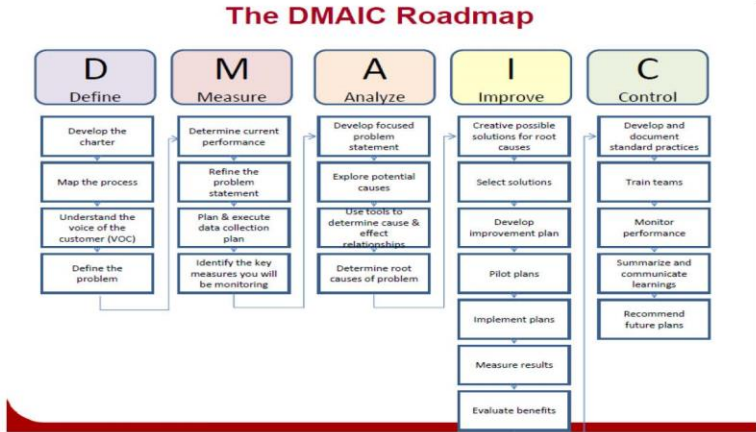 The DMAIC Roadmap
D
Define
Develop the
charter
Map the process
Understand the
voice of the
customer (VOC)
Define the
problem
M
Measure
Determine current
performance
Refine the
problem
statement
Plan & execute
data collection
plan
Identify the key
measures you will
be monitoring
A
Analyze
Develop focused
problem
statement
Explore potential
causes
Use tools to
determine cause &
effect
relationships
Determine root
causes of problem
I
Improve
Creative possible
solutions for root
causes
Select solutions
Develop
improvement plan
Pilot plans
Implement plans
Measure results
Evaluate benefits
C
Control
Develop and
document
standard practices
Train teams
Monitor
performance
Summarize and
communicate
learnings
Recommend
future plans